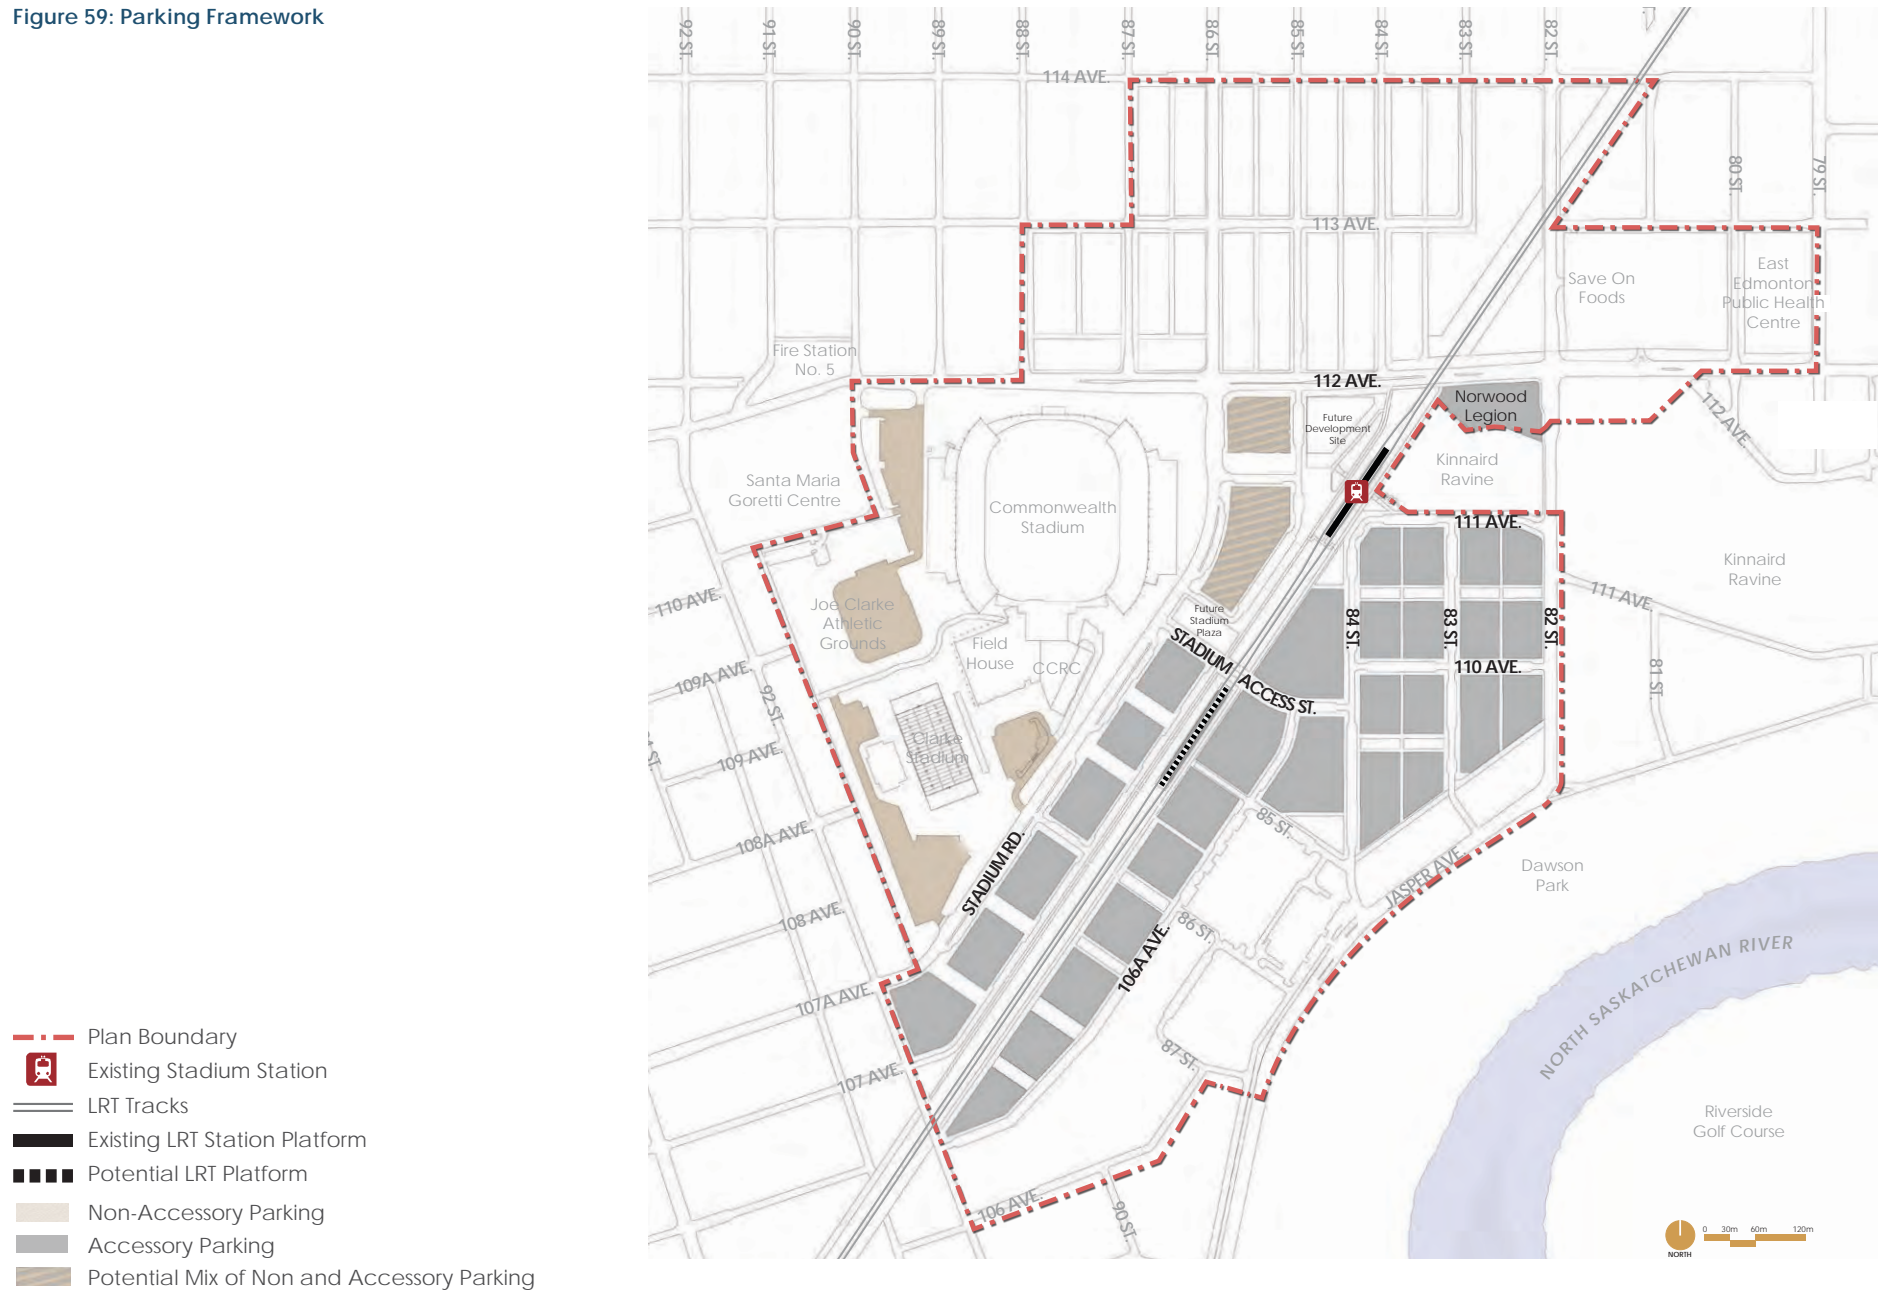 Figure 59: Parking Framework
92 ST.
91 ST.
90 ST.
89 ST.
88 ST.
87 ST.
86 ST.
85 ST.
84 ST.
83 ST.
82 ST.
114 AVE.
80 ST.
79 ST.
113 AVE.
Save On
Foods
East
Edmonton
Public Health
Centre
Fire Station
No. 5
112 AVE.
Norwood
Legion
Future
Development
Site
112 AVE.
Kinnaird
Ravine
Santa Maria
Goretti Centre
Commonwealth
Stadium
111 AVE.
Kinnaird
Ravine
110 AVE.
111 AVE.
Joe Clarke
Athletic
Grounds
Future
Stadium
Plaza
84 ST.
83 ST.
82 ST.
Field
House
CCRC
STADIUM ACCESS ST.
110 AVE.
81 ST.
109A AVE.
92 ST.
Clarke
Stadium
109 AVE.
85 ST.
108A AVE.
STADIUM RD.
JASPER AVE.
Dawson
Park
108 AVE.
86 ST.
106A AVE.
NORTH SASKATCHEWAN RIVER
107A AVE.
87 ST.
107 AVE.
Riverside
Golf Course
106 AVE.
90 ST.
Plan Boundary
Existing Stadium Station
LRT Tracks
Existing LRT Station Platform
Potential LRT Platform
Non-Accessory Parking
Accessory Parking
Potential Mix of Non and Accessory Parking
NORTH
0 30m 60m 120m